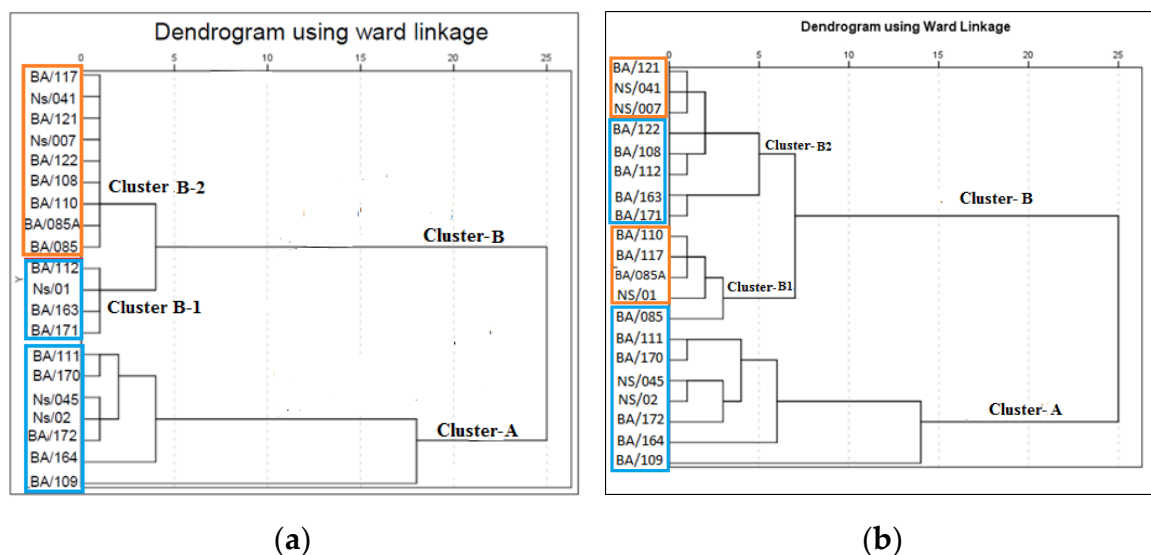 Dendrogram using ward linkage
0 5 10 15 20 25
BA/117
Ns/041
BA/121
Ns/007
BA/122
BA/108
Cluster B-2
BA/110
BA/085A
BA/085
Cluster-B
BA/112
Y
Ns/01
BA/163
Cluster B-1
BA/171
BA/111
BA/170
Ns/045
Ns/02
BA/172
Cluster-A
BA/164
BA/109
(a)
Dendrogram using Ward Linkage
0 5 10 15 20 25
BA/121
NS/041
NS/007
BA/122
Cluster-B2
BA/108
BA/112
BA/163
Cluster- B
BA/171
BA/110
BA/117
BA/085A
Cluster-B1
NS/01
BA/085
BA/111
BA/170
NS/045
NS/02
Cluster- A
BA/172
BA/164
BA/109
(b)